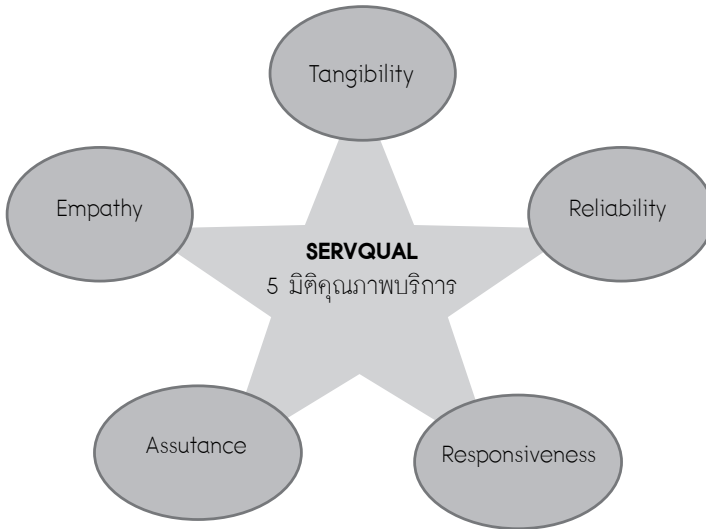 Tangibility
Empathy
Reliability
SERVQUAL
5 มิติคุณภาพบริการ
Assutance
Responsiveness